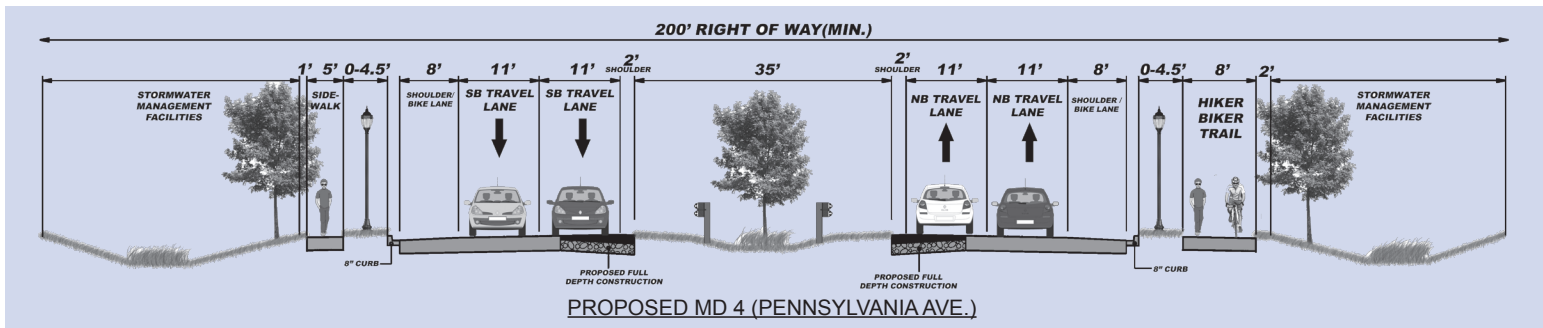 200' RIGHT OF WAY(MIN.)
1' 5' 0-4.5' 8' 11' 11' 2' 35' 2' 11' 11' 8' 0-4.5' 8' 2'
STORMWATER
MANAGEMENT
FACILITIES
SIDE-
WALK
SHOULDER/
BIKE LANE
SB TRAVEL
LANE
SB TRAVEL
LANE
SHOULDER
SHOULDER
NB TRAVEL
LANE
NB TRAVEL
LANE
SHOULDER /
BIKE LANE
HIKER
BIKER
TRAIL
STORMWATER
MANAGEMENT
FACILITIES
8" CURB
PROPOSED FULL
DEPTH CONSTRUCTION
PROPOSED FULL
DEPTH CONSTRUCTION
8" CURB
PROPOSED MD 4 (PENNSYLVANIA AVE.)